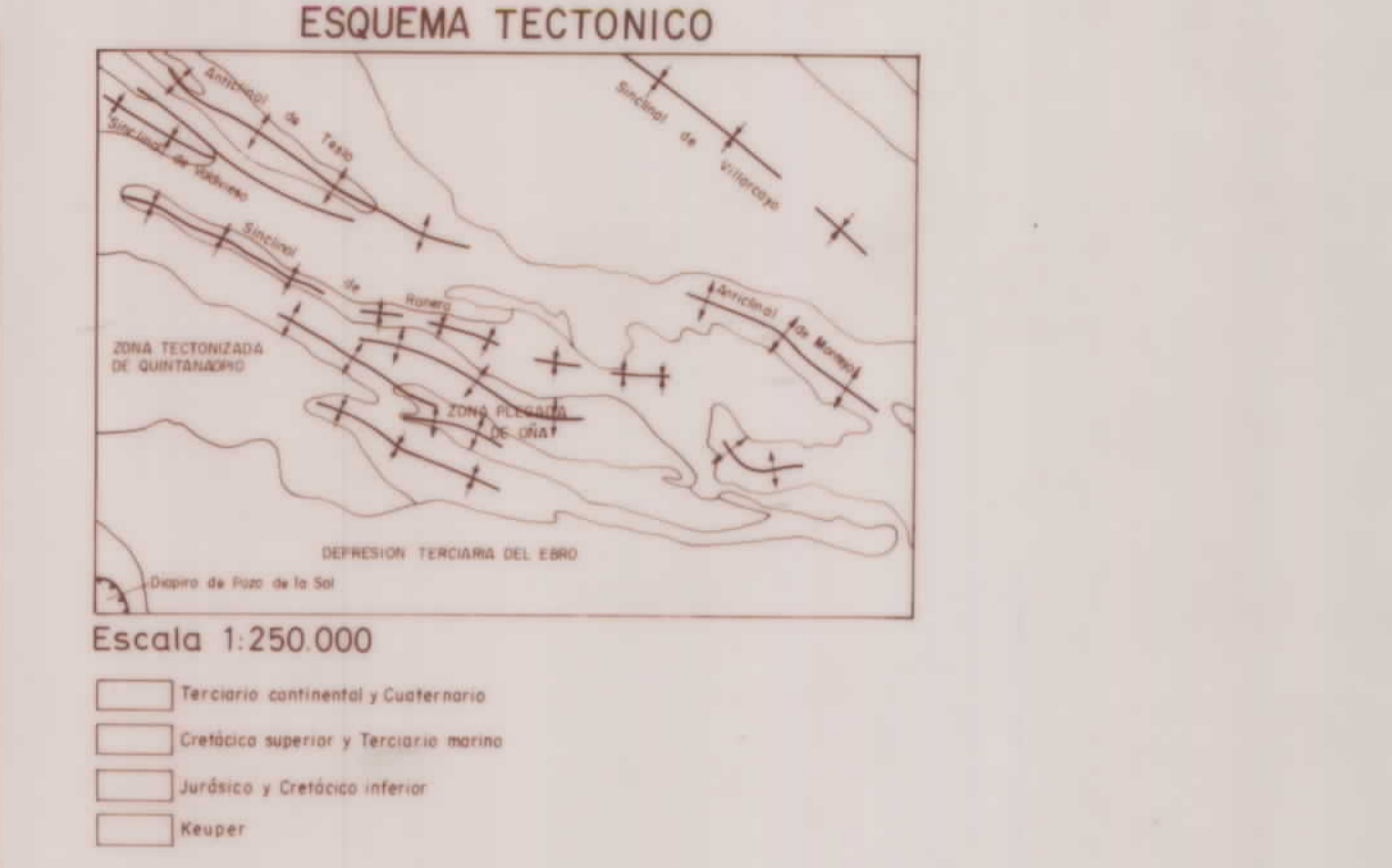 ESQUEMA TECTONICO
Anticlinal de Tesla
Sinclinal de Valdivieso
Sinclinal de Villarcayo
Sinclinal de Ranera
Anticlinal de Montejo
ZONA TECTONIZADA
DE QUINTANAOPIO
ZONA PLEGADA
DE OÑA
DEPRESION TERCIARIA DEL EBRO
Diapiro de Pozo de la Sal
Escala 1:250.000
Terciario continental y Cuaternario
Cretácico superior y Terciario marino
Jurásico y Cretácico inferior
Keuper